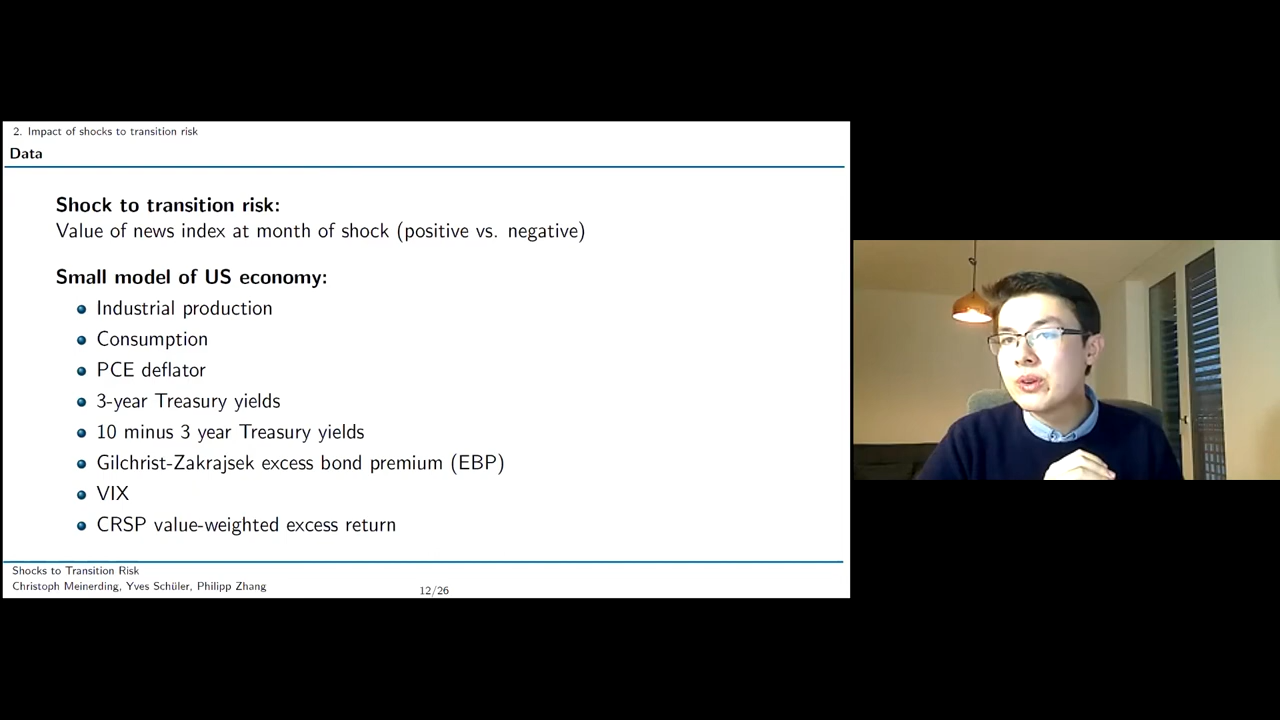 2. Impact of shocks to transition risk
Data
Shock to transition risk:
Value of news index at month of shock (positive vs. negative)
Small model of US economy:
Industrial production
Consumption
PCE deflator
3-year Treasury yields
10 minus 3 year Treasury yields
Gilchrist-Zakrajsek excess bond premium (EBP)
VIX
CRSP value-weighted excess return
Shocks to Transition Risk
Christoph Meinerding, Yves Schüler, Philipp Zhang
12/26